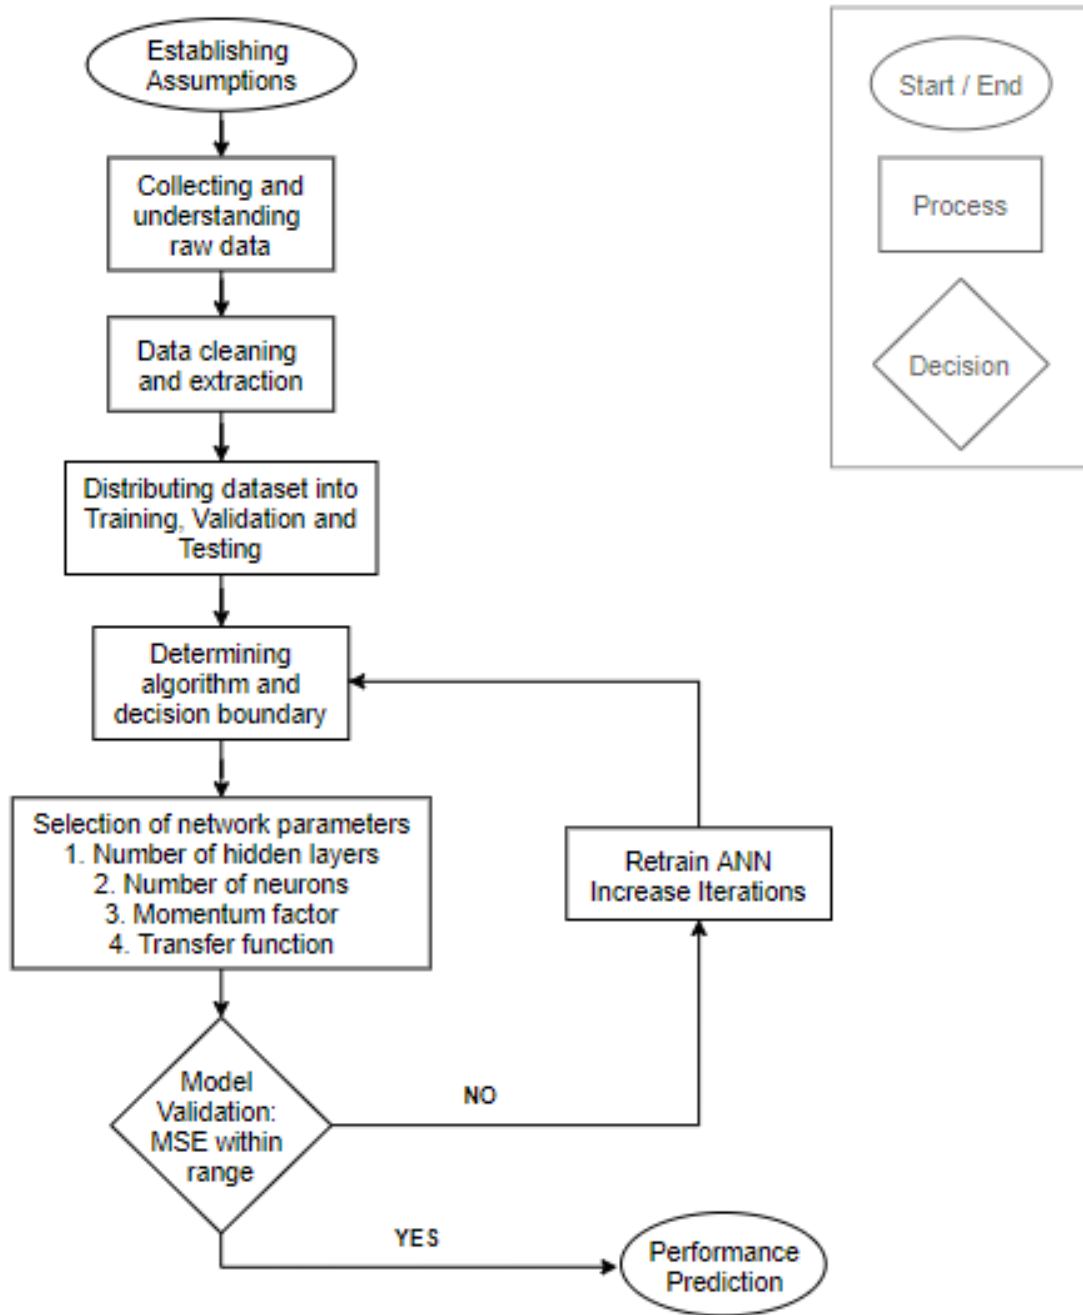 Establishing
Assumptions
Collecting and
understanding
raw data
Data cleaning
and extraction
Distributing dataset into
Training, Validation and
Testing
Determining
algorithm and
decision boundary
Selection of network parameters
1. Number of hidden layers
2. Number of neurons
3. Momentum factor
4. Transfer function
Model
Validation:
MSE within
range
NO
Retrain ANN
Increase Iterations
YES
Performance
Prediction
Start / End
Process
Decision